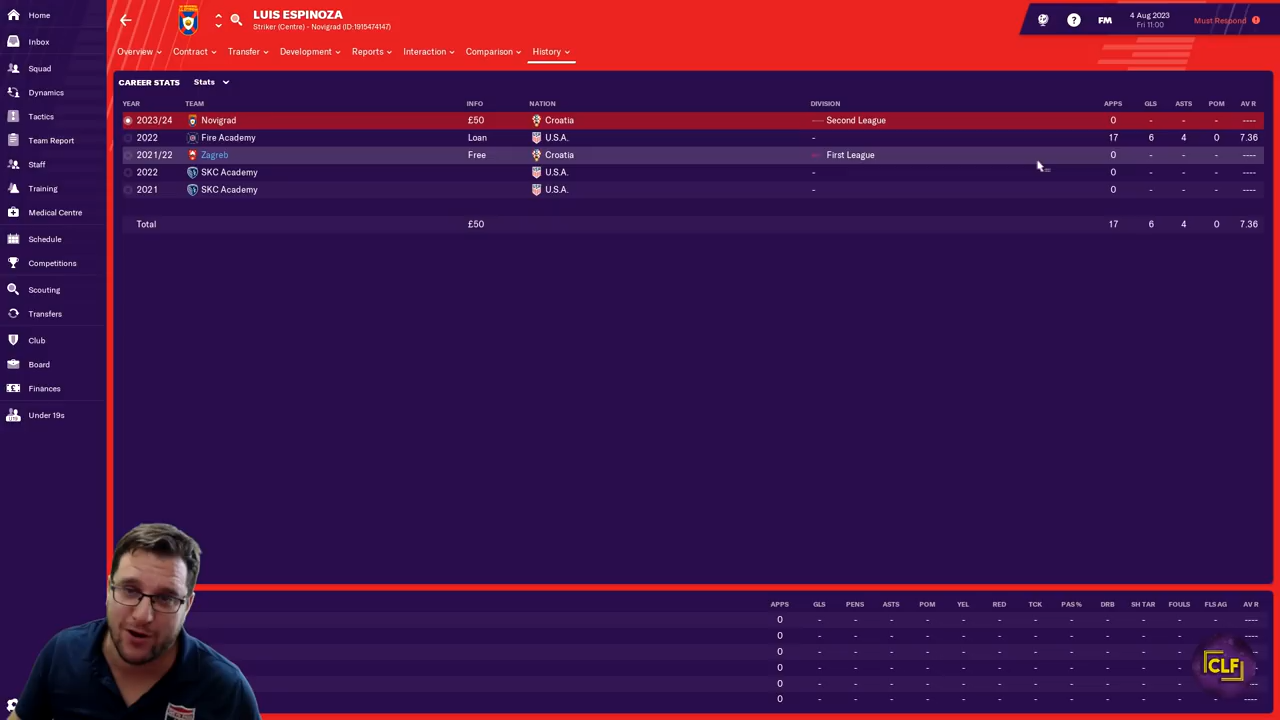 Home
Inbox
Squad
Dynamics
Tactics
Team Report
Staff
Training
Medical Centre
Schedule
Competitions
Scouting
Transfers
Club
Board
Finances
Under 19s
LUIS ESPINOZA
Striker (Centre) - Novigrad (ID:1915474147)
FM
4 Aug 2023
Fri 11:00
Must Respond
Overview Contract Transfer Development Reports Interaction Comparison History
CAREER STATS Stats
YEAR TEAM INFO NATION DIVISION APPS GLS ASTS POM AV R
2023/24 Novigrad £50 Croatia Second League 0 - - - ----
2022 Fire Academy Loan U.S.A. - 17 6 4 0 7.36
2021/22 Zagreb Free Croatia First League 0 - - - ----
2022 SKC Academy U.S.A. - 0 - - - ----
2021 SKC Academy U.S.A. - 0 - - - ----
Total £50 17 6 4 0 7.36
APPS GLS PENS ASTS POM YEL RED TCK PAS % DRB SH TAR FOULS FLS AG AV R
0 - - - - - - - - - - - - ----
0 - - - - - - - - - - - - ----
0 - - - - - - - - - - - - ----
0 - - - - - - - - - - - - ----
0 - - - - - - - - - - - - ---
0 - - - - - - - - - - - - ----
CLF